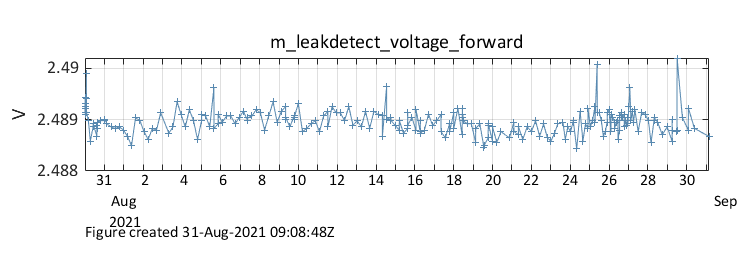 m_leakdetect_voltage_forward
2.49
2.489
2.488
V
31 2 4 6 8 10 12 14 16 18 20 22 24 26 28 30
Aug Sep
2021
Figure created 31-Aug-2021 09:08:48Z